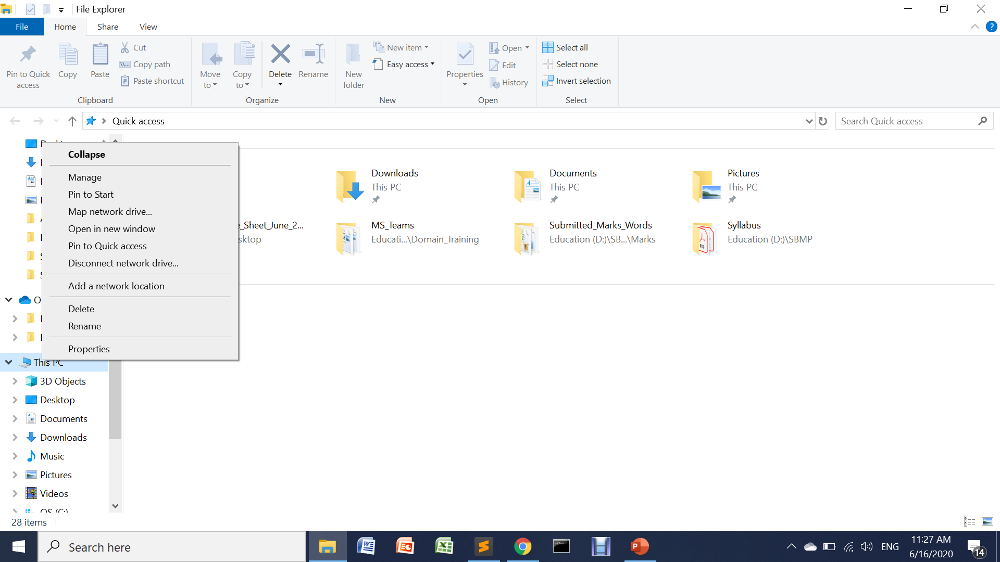 File Explorer
File Home Share View
Pin to Quick access
Copy
Paste
Cut
Copy path
Paste shortcut
Clipboard
Move to
Copy to
Delete
Rename
Organize
New folder
New item
Easy access
New
Properties
Open
Edit
History
Open
Select all
Select none
Invert selection
Select
Quick access
Search Quick access
Collapse
Manage
Pin to Start
Map network drive...
Open in new window
Pin to Quick access
Disconnect network drive...
Add a network location
Delete
Rename
Properties
Downloads
This PC
Documents
This PC
Pictures
This PC
e_Sheet_June_2...
sktop
MS_Teams
Educati...\Domain_Training
Submitted_Marks_Words
Education (D:)\SB...\Marks
Syllabus
Education (D:)\SBMP
This PC
3D Objects
Desktop
Documents
Downloads
Music
Pictures
Videos
OS (C:)
28 items
Search here
ENG
11:27 AM
6/16/2020
14